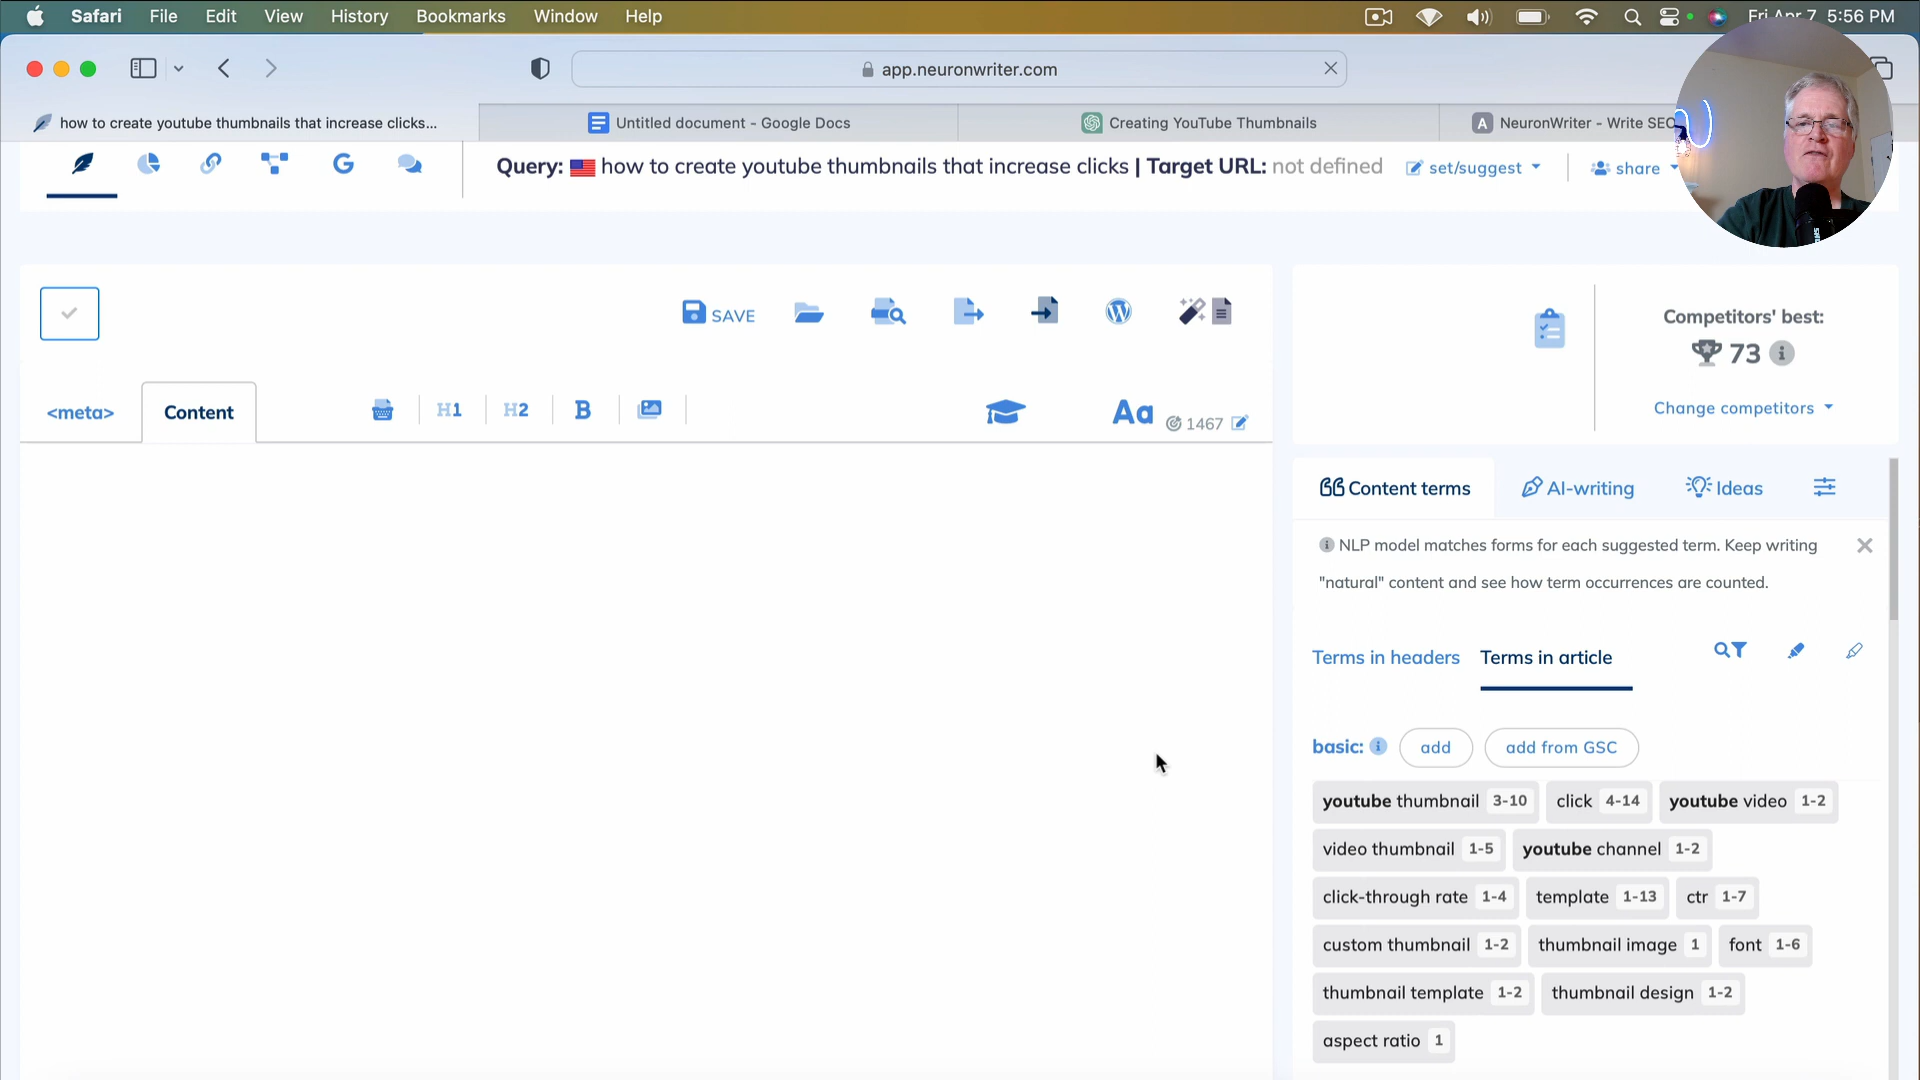 Safari File Edit View History Bookmarks Window Help Fri Apr 7 5:56 PM
app.neuronwriter.com
how to create youtube thumbnails that increase clicks... Untitled document - Google Docs Creating YouTube Thumbnails A NeuronWriter - Write SEO
Query: how to create youtube thumbnails that increase clicks | Target URL: not defined set/suggest share
SAVE
Competitors' best:
73
<meta> Content H1 H2 B Aa 1467
Change competitors
Content terms AI-writing Ideas
NLP model matches forms for each suggested term. Keep writing
"natural" content and see how term occurrences are counted.
Terms in headers Terms in article
basic: add add from GSC
youtube thumbnail 3-10 click 4-14 youtube video 1-2
video thumbnail 1-5 youtube channel 1-2
click-through rate 1-4 template 1-13 ctr 1-7
custom thumbnail 1-2 thumbnail image 1 font 1-6
thumbnail template 1-2 thumbnail design 1-2
aspect ratio 1